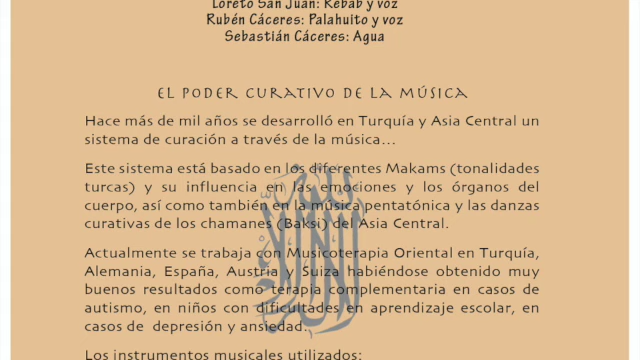 Loreto San Juan: Rebab y voz
Rubén Cáceres: Palahuito y voz
Sebastián Cáceres: Agua
EL PODER CURATIVO DE LA MÚSICA
Hace más de mil años se desarrolló en Turquía y Asia Central un
sistema de curación a través de la música...
Este sistema está basado en los diferentes Makams (tonalidades
turcas) y su influencia en las emociones y los órganos del
cuerpo, así como también en la música pentatónica y las danzas
curativas de los chamanes (Baksi) del Asia Central.
Actualmente se trabaja con Musicoterapia Oriental en Turquía,
Alemania, España, Austria y Suiza habiéndose obtenido muy
buenos resultados como terapia complementaria en casos de
autismo, en niños con dificultades en aprendizaje escolar, en
casos de  depresión y ansiedad..
Los instrumentos musicales utilizados: